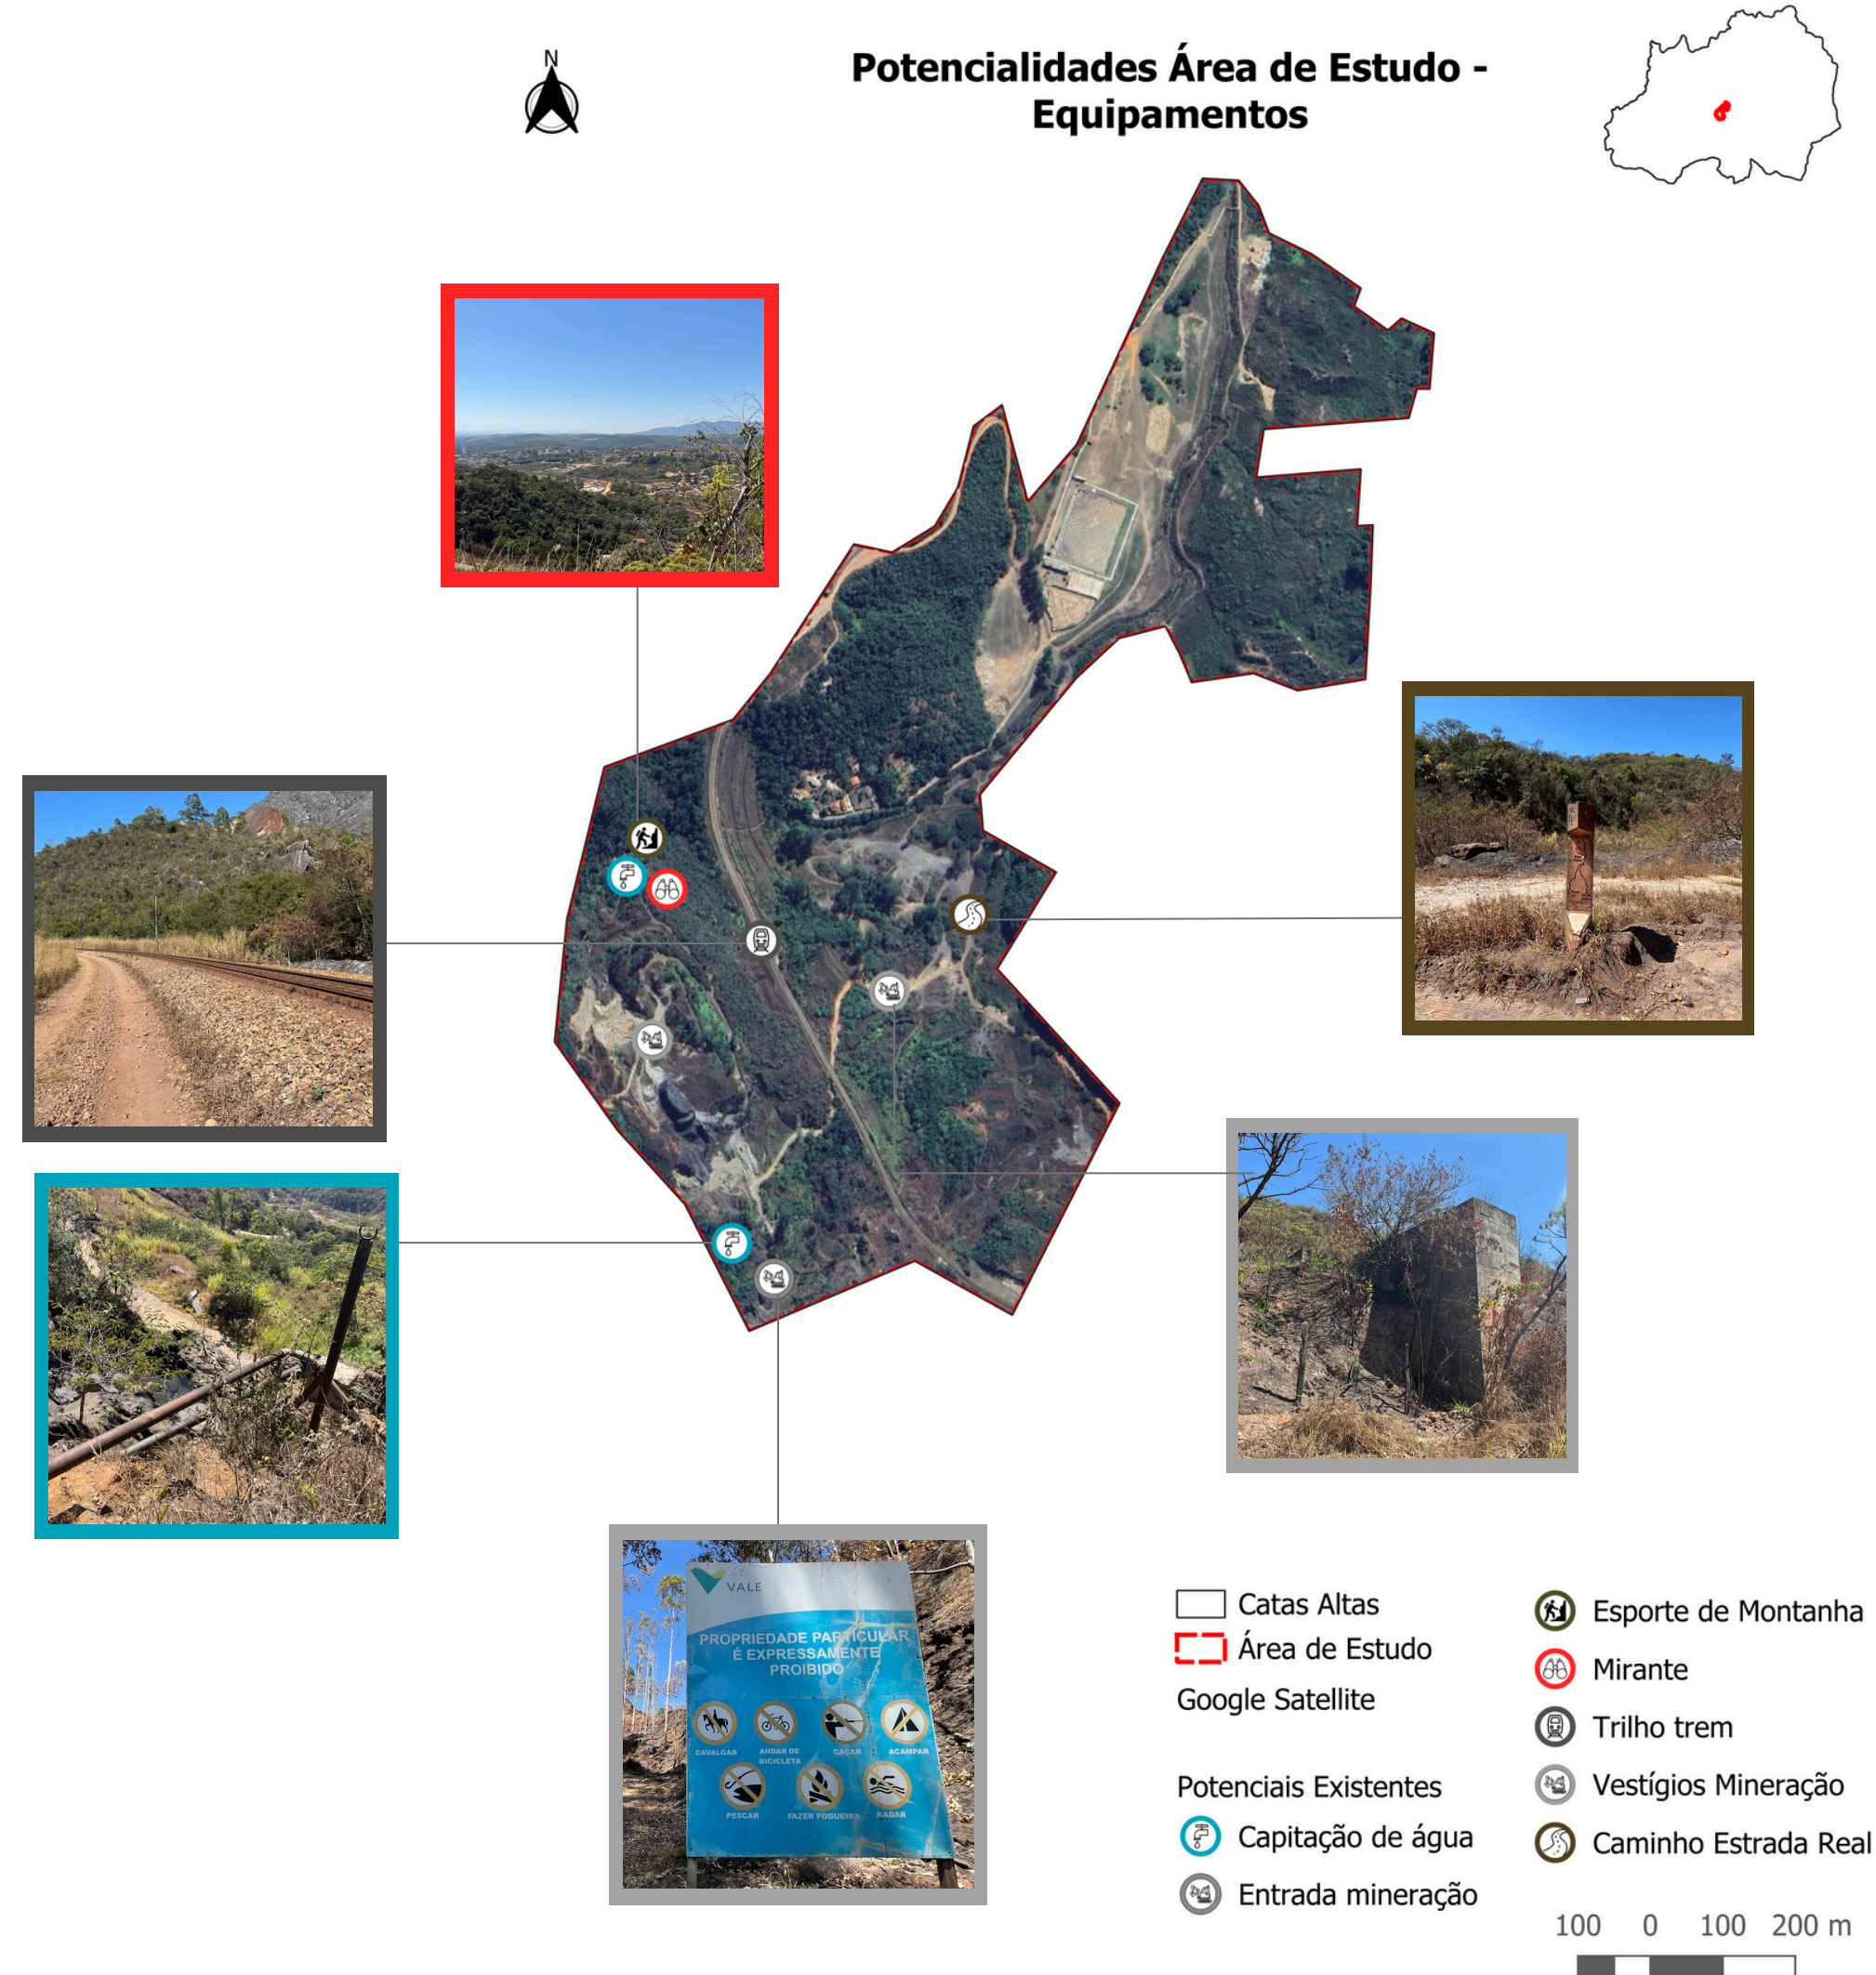 N
Potencialidades Área de Estudo -
Equipamentos
VALE
PROPRIEDADE PARTICULAR
É EXPRESSAMENTE
PROIBIDO
CAVALGAR
ANDAR DE
BICICLETA
CAÇAR
ACAMPAR
PESCAR
FAZER FOGUEIRA
NADAR
Catas Altas
Área de Estudo
Google Satellite
Potenciais Existentes
Capitação de água
Entrada mineração
Esporte de Montanha
Mirante
Trilho trem
Vestígios Mineração
Caminho Estrada Real
100 0 100 200 m